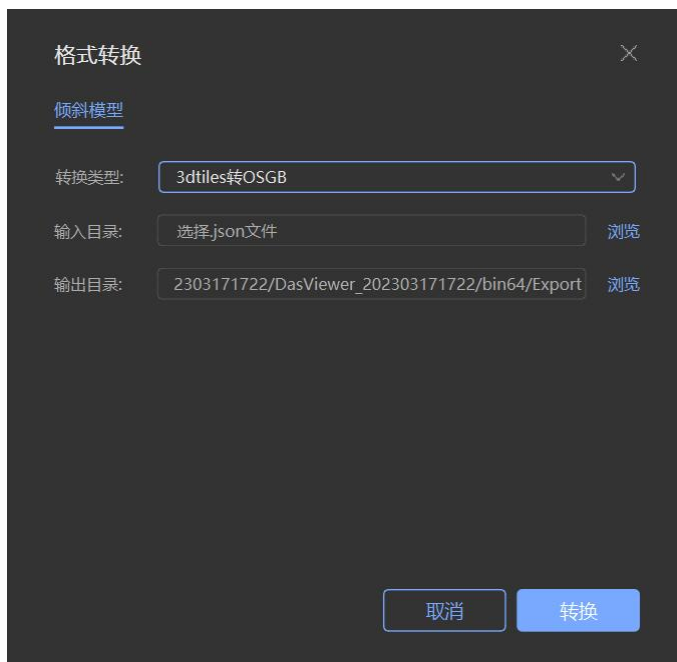 格式转换
倾斜模型
转换类型: 3dtiles转OSGB
输入目录: 选择.json文件 浏览
输出目录: 2303171722/DasViewer_202303171722/bin64/Export 浏览
取消 转换